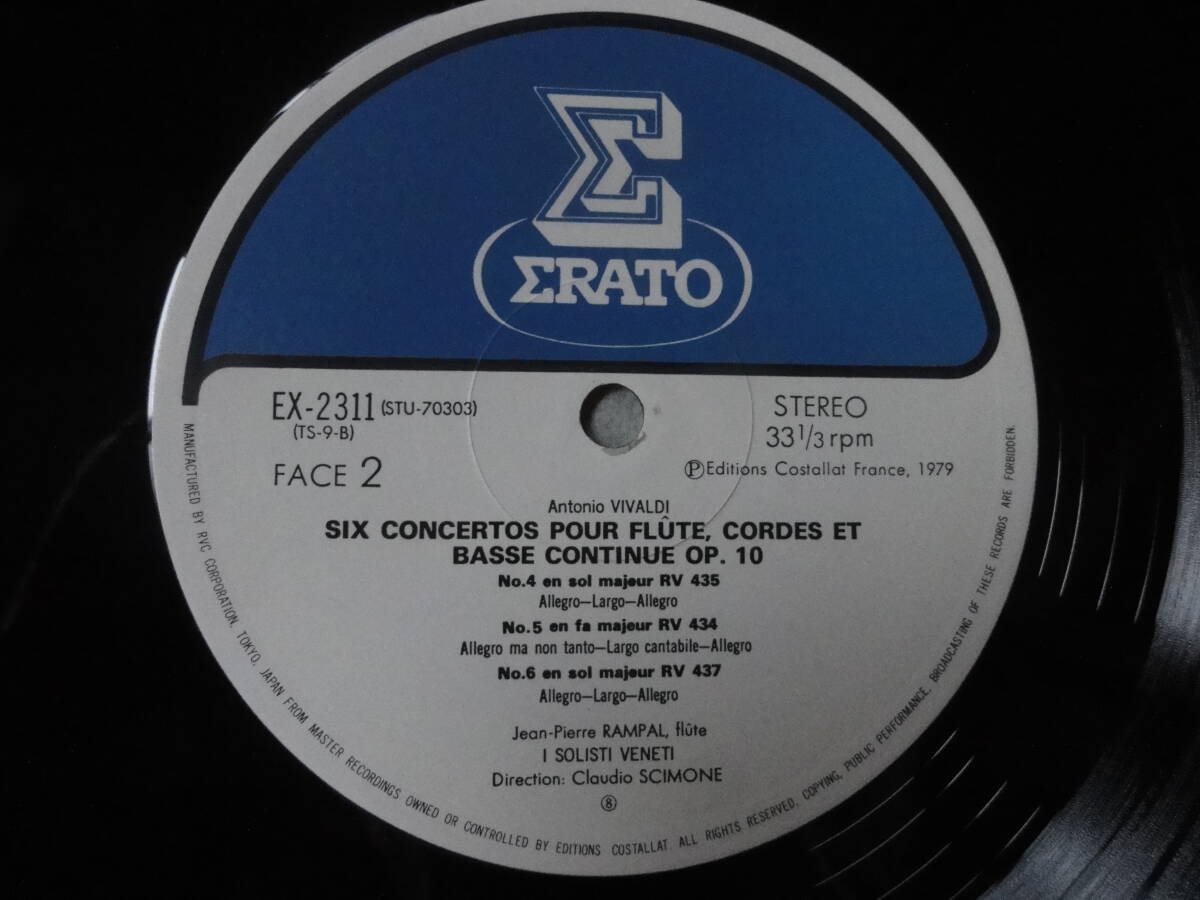 Σ
ΣRATO
EX-2311 (STU-70303)
(TS-9-B)
FACE 2
STEREO
33 1/3 rpm
ⓟEditions Costallat France, 1979
Antonio VIVALDI
SIX CONCERTOS POUR FLÛTE, CORDES ET
BASSE CONTINUE OP. 10
No.4 en sol majeur RV 435
Allegro—Largo—Allegro
No.5 en fa majeur RV 434
Allegro ma non tanto—Largo cantabile—Allegro
No.6 en sol majeur RV 437
Allegro—Largo—Allegro
Jean-Pierre RAMPAL, flûte
I SOLISTI VENETI
Direction: Claudio SCIMONE
⑧
MANUFACTURED BY RVC CORPORATION, TOKYO, JAPAN FROM MASTER RECORDINGS OWNED OR CONTROLLED BY EDITIONS COSTALLAT. ALL RIGHTS RESERVED, COPYING, PUBLIC PERFORMANCE, BROADCASTING OF THESE RECORDS ARE FORBIDDEN.